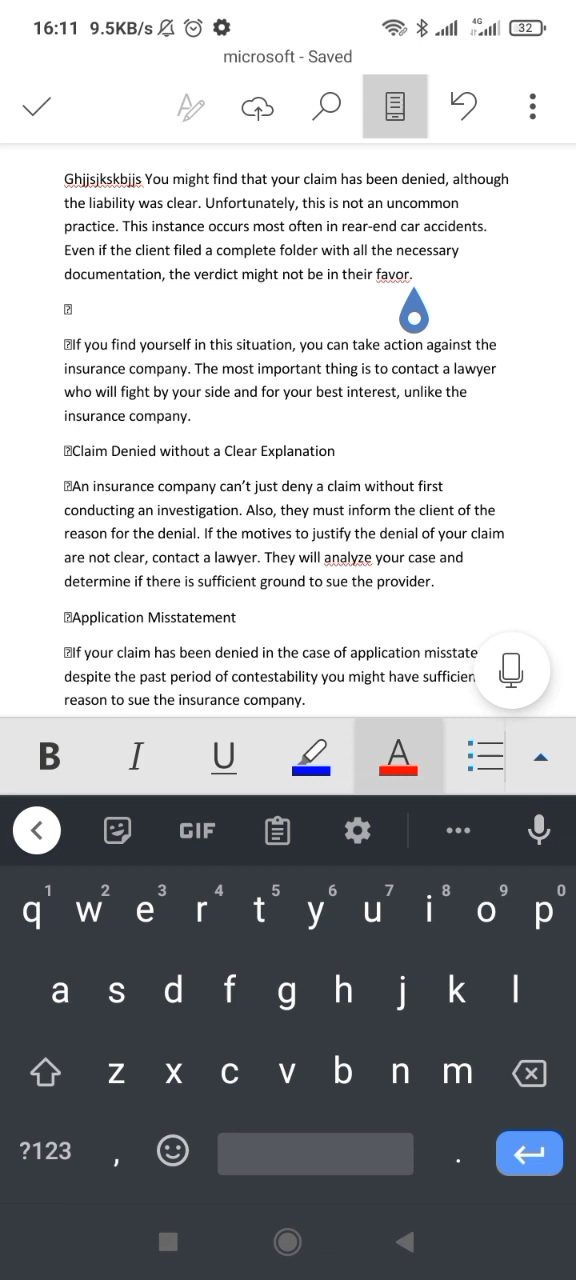 16:11 9.5KB/s 4G 32
microsoft - Saved
Ghjjsjkskbjjs You might find that your claim has been denied, although
the liability was clear. Unfortunately, this is not an uncommon
practice. This instance occurs most often in rear-end car accidents.
Even if the client filed a complete folder with all the necessary
documentation, the verdict might not be in their favor.
If you find yourself in this situation, you can take action against the
insurance company. The most important thing is to contact a lawyer
who will fight by your side and for your best interest, unlike the
insurance company.
Claim Denied without a Clear Explanation
An insurance company can’t just deny a claim without first
conducting an investigation. Also, they must inform the client of the
reason for the denial. If the motives to justify the denial of your claim
are not clear, contact a lawyer. They will analyze your case and
determine if there is sufficient ground to sue the provider.
Application Misstatement
If your claim has been denied in the case of application misstate
despite the past period of contestability you might have sufficien
reason to sue the insurance company.
B I U A
GIF
1 2 3 4 5 6 7 8 9 0
q w e r t y u i o p
a s d f g h j k l
z x c v b n m
?123 , .